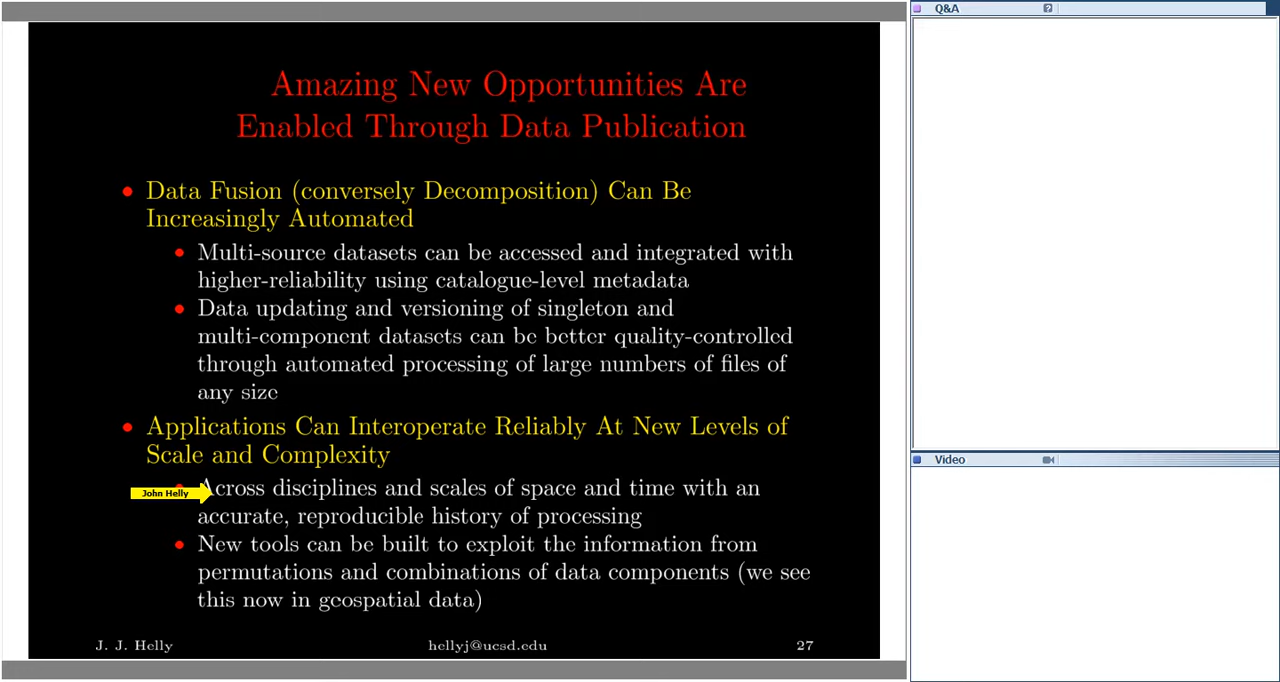 Amazing New Opportunities Are
Enabled Through Data Publication
Data Fusion (conversely Decomposition) Can Be
Increasingly Automated
Multi-source datasets can be accessed and integrated with
higher-reliability using catalogue-level metadata
Data updating and versioning of singleton and
multi-component datasets can be better quality-controlled
through automated processing of large numbers of files of
any size
Applications Can Interoperate Reliably At New Levels of
Scale and Complexity
John Helly
Across disciplines and scales of space and time with an
accurate, reproducible history of processing
New tools can be built to exploit the information from
permutations and combinations of data components (we see
this now in geospatial data)
J. J. Helly hellyj@ucsd.edu 27
Q&A ?
Video